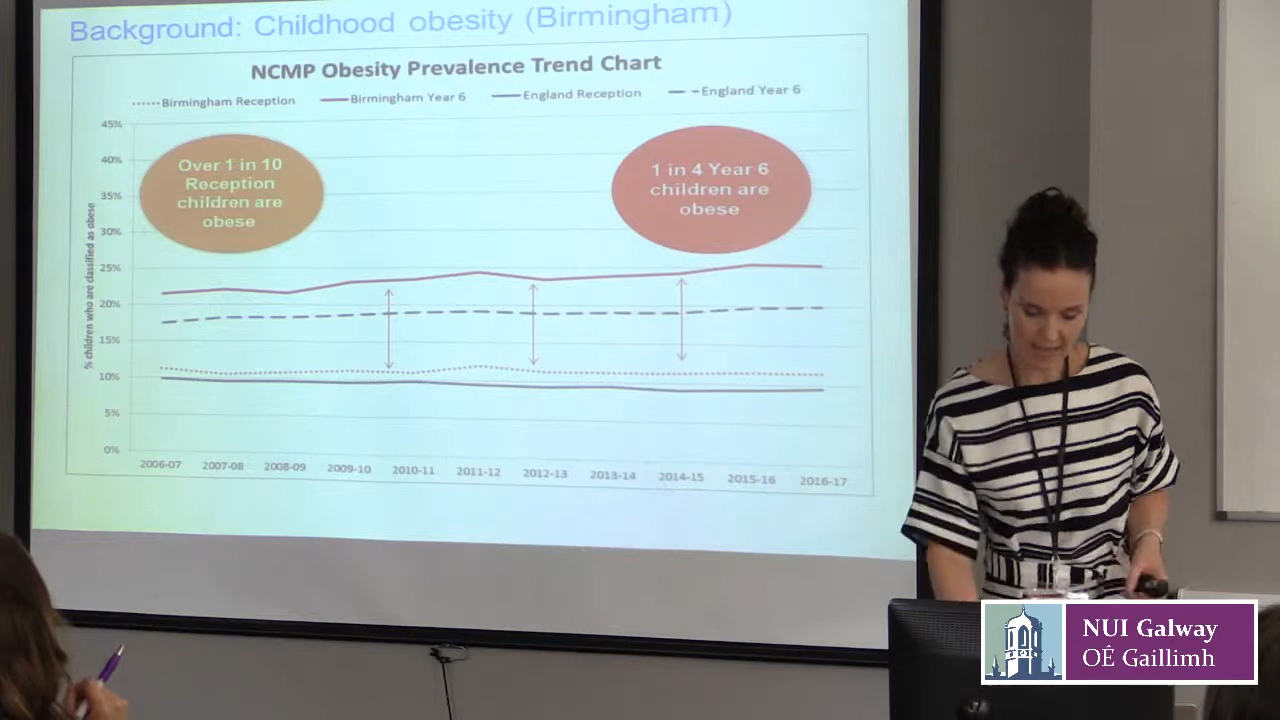 Background: Childhood obesity (Birmingham)
NCMP Obesity Prevalence Trend Chart
Birmingham Reception
Birmingham Year 6
England Reception
England Year 6
45%
40%
35%
30%
25%
20%
15%
10%
5%
0%
% children who are classified as obese
Over 1 in 10
Reception
children are
obese
1 in 4 Year 6
children are
obese
2006-07
2007-08
2008-09
2009-10
2010-11
2011-12
2012-13
2013-14
2014-15
2015-16
2016-17
NUI Galway
OÉ Gaillimh